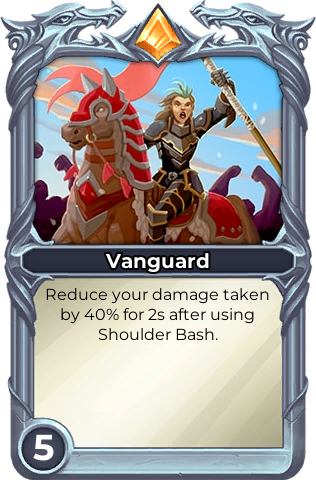 Vanguard
Reduce your damage taken
by 40% for 2s after using
Shoulder Bash.
5